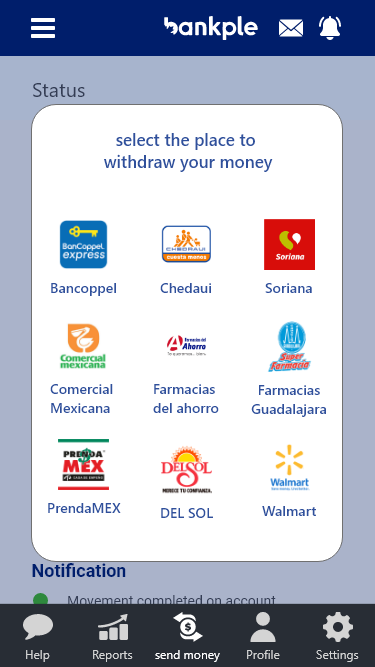 bankple
Status
select the place to
withdraw your money
BanCoppel.
express
CHEDRAUI
cuesta menos
Soriana
Bancoppel
Chedaui
Soriana
Comercial
mexicana
Farmacias del
Ahorro
Super
Farmacia
Comercial
Mexicana
Farmacias
del ahorro
Farmacias
Guadalajara
PRENDA
MEX
DELSOL
MERECE TU CONFIANZA.
Walmart
PrendaMEX
DEL SOL
Walmart
Notification
Movement completed on account
Help
Reports
send money
Profile
Settings